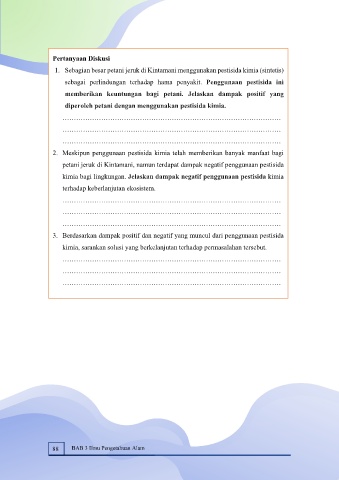 Pertanyaan Diskusi
1. Sebagian besar petani jeruk di Kintamani menggunakan pestisida kimia (sintetis)
sebagai perlindungan terhadap hama penyakit. Penggunaan pestisida ini
memberikan keuntungan bagi petani. Jelaskan dampak positif yang
diperoleh petani dengan menggunakan pestisida kimia.
……………………………………………………………………………
……………………………………………………………………………
……………………………………………………………………………
2. Meskipun penggunaan pestisida kimia telah memberikan banyak manfaat bagi
petani jeruk di Kintamani, namun terdapat dampak negatif penggunaan pestisida
kimia bagi lingkungan. Jelaskan dampak negatif penggunaan pestisida kimia
terhadap keberlanjutan ekosistem.
……………………………………………………………………………
……………………………………………………………………………
……………………………………………………………………………
3. Berdasarkan dampak positif dan negatif yang muncul dari penggunaan pestisida
kimia, sarankan solusi yang berkelanjutan terhadap permasalahan tersebut.
……………………………………………………………………………
……………………………………………………………………………
……………………………………………………………………………
BAB 3 Ilmu Pengetahuan Alam